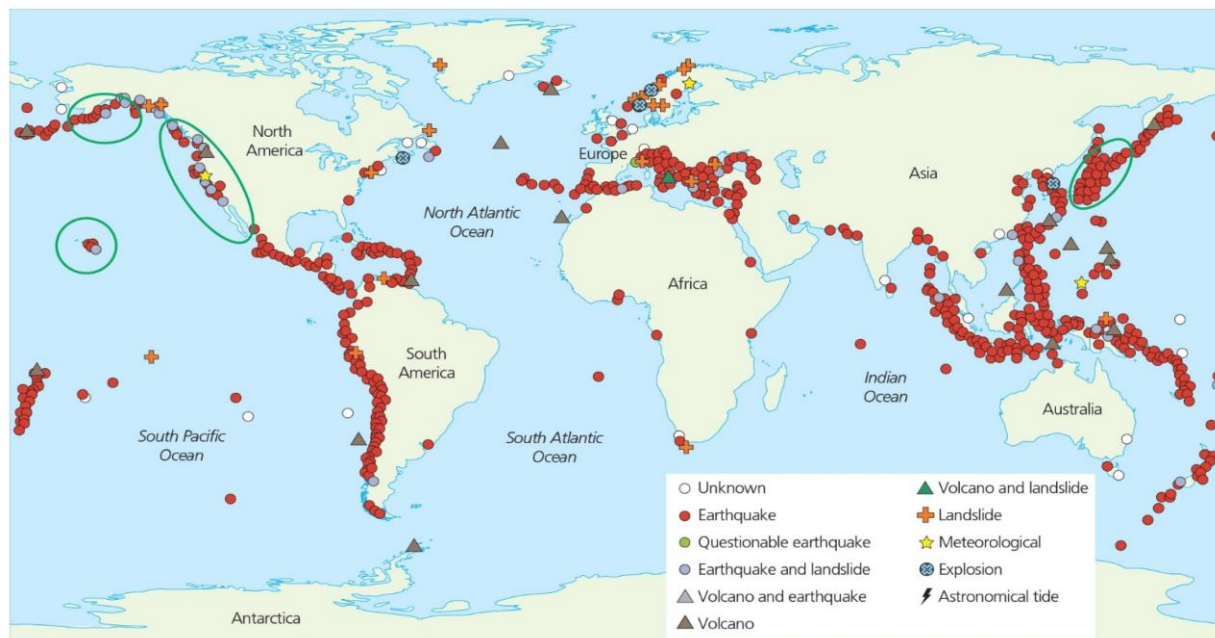 North
America
Europe
Asia
North Atlantic
Ocean
Africa
South
America
Indian
Ocean
Australia
South Pacific
Ocean
South Atlantic
Ocean
Antarctica
Unknown
Earthquake
Questionable earthquake
Earthquake and landslide
Volcano and earthquake
Volcano
Volcano and landslide
Landslide
Meteorological
Explosion
Astronomical tide